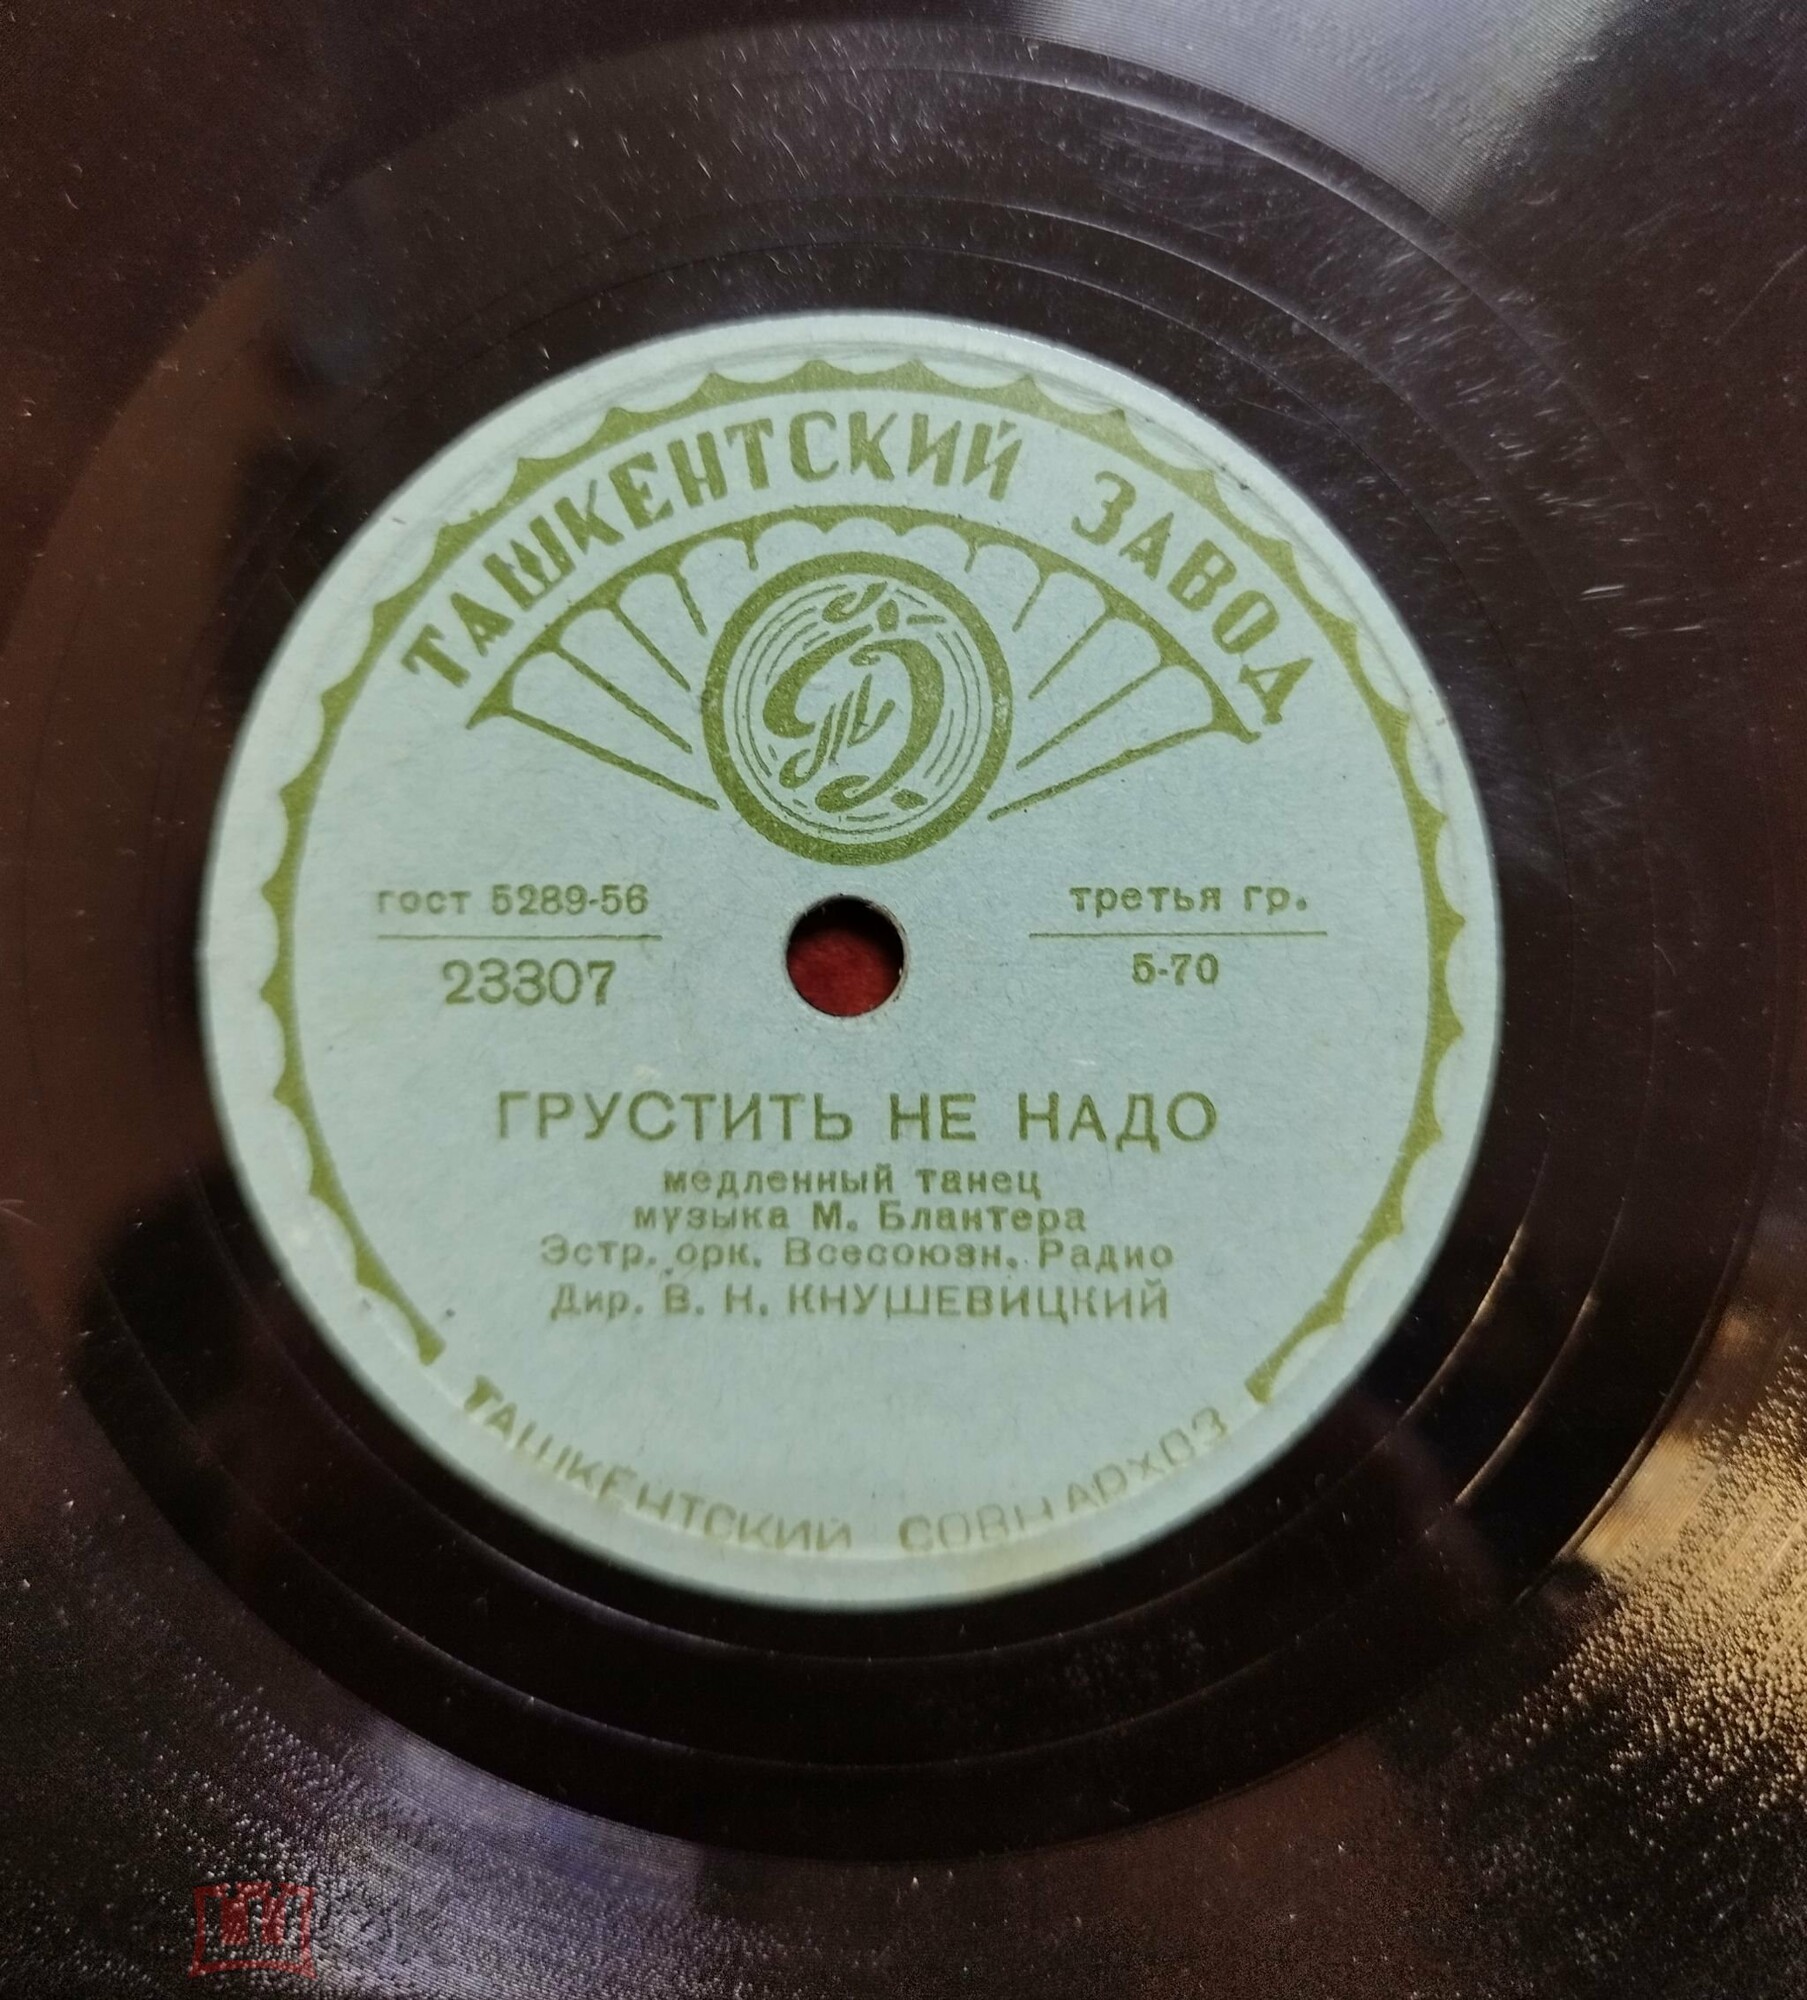 ТАШКЕНТСКИЙ ЗАВОД
гост 5289-56
23307
третья гр.
5-70
ГРУСТИТЬ НЕ НАДО
медленный танец
музыка М. Блантера
Эстр. орк. Всесоюзн. Радио
Дир. В. Н. КНУШЕВИЦКИЙ
ТАШКЕНТСКИЙ СОВНАРХОЗ